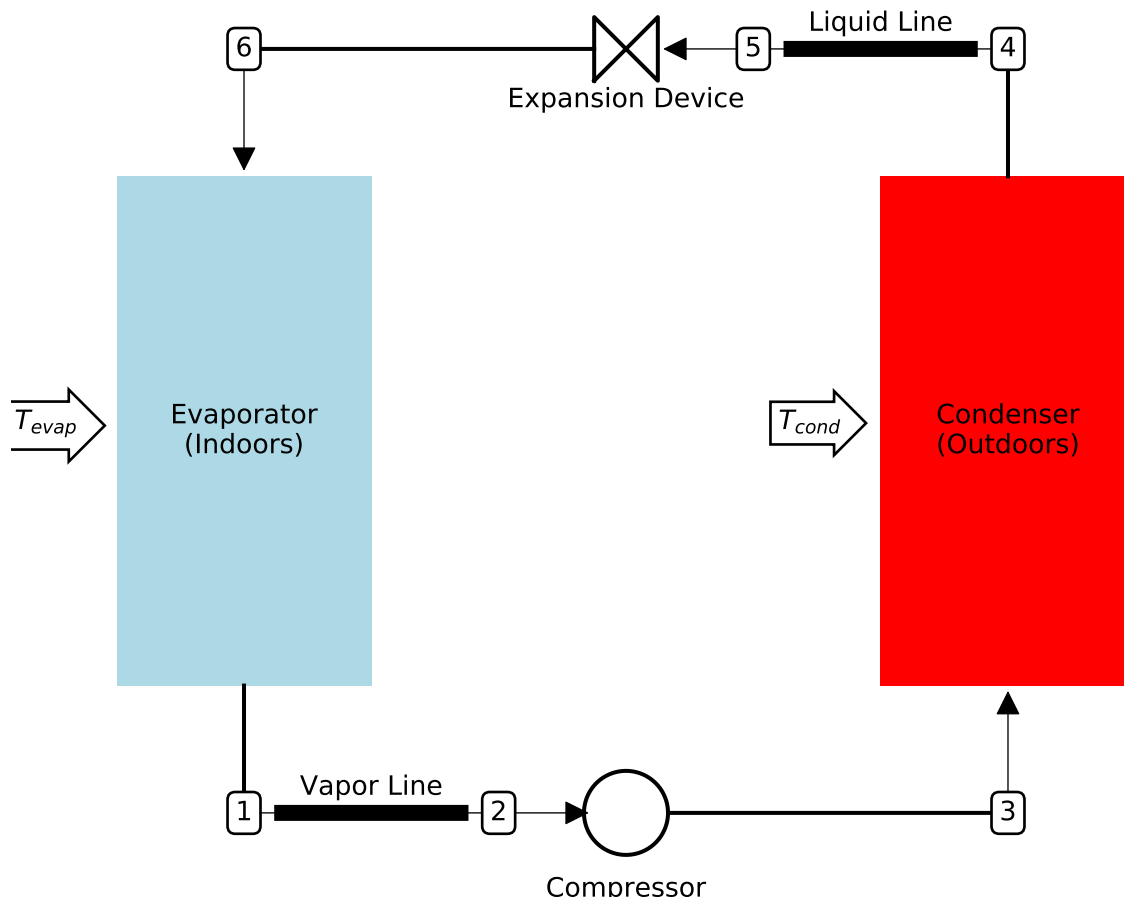 Liquid Line
6
5
4
Expansion Device
T_evap
Evaporator
(Indoors)
T_cond
Condenser
(Outdoors)
Vapor Line
1
2
3
Compressor